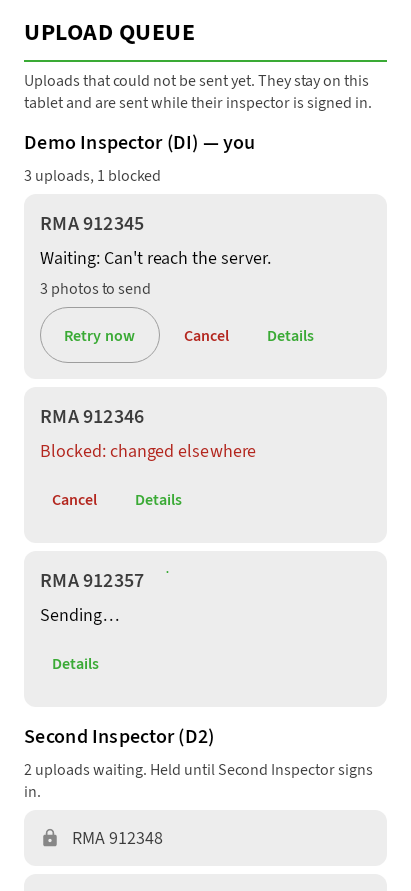 UPLOAD QUEUE
Uploads that could not be sent yet. They stay on this
tablet and are sent while their inspector is signed in.
Demo Inspector (DI) — you
3 uploads, 1 blocked
RMA 912345
Waiting: Can't reach the server.
3 photos to send
Retry now Cancel Details
RMA 912346
Blocked: changed elsewhere
Cancel Details
RMA 912357
Sending…
Details
Second Inspector (D2)
2 uploads waiting. Held until Second Inspector signs
in.
RMA 912348